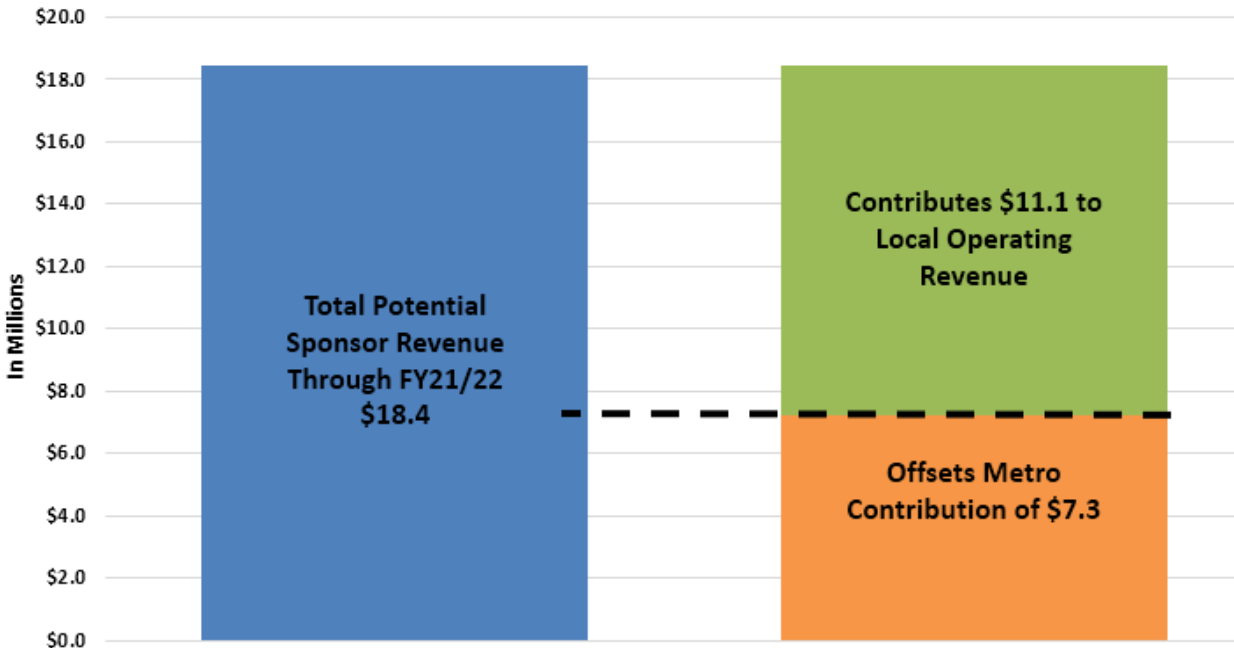 $20.0
$18.0
$16.0
$14.0
$12.0
$10.0
$8.0
$6.0
$4.0
$2.0
$0.0
In Millions
Total Potential
Sponsor Revenue
Through FY21/22
$18.4
Contributes $11.1 to
Local Operating
Revenue
Offsets Metro
Contribution of $7.3